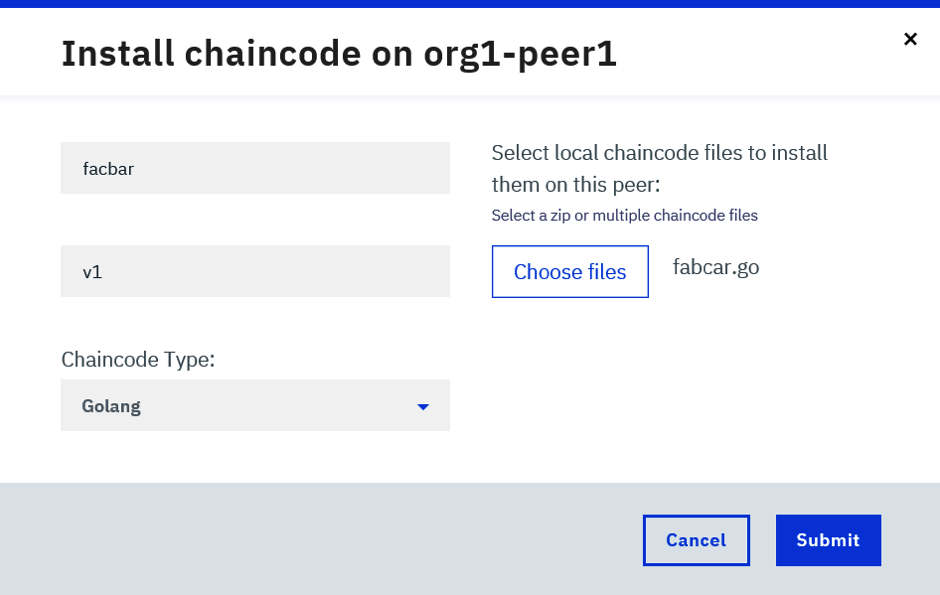 Install chaincode on org1-peer1
×
facbar
v1
Chaincode Type:
Golang
Select local chaincode files to install
them on this peer:
Select a zip or multiple chaincode files
Choose files
fabcar.go
Cancel
Submit